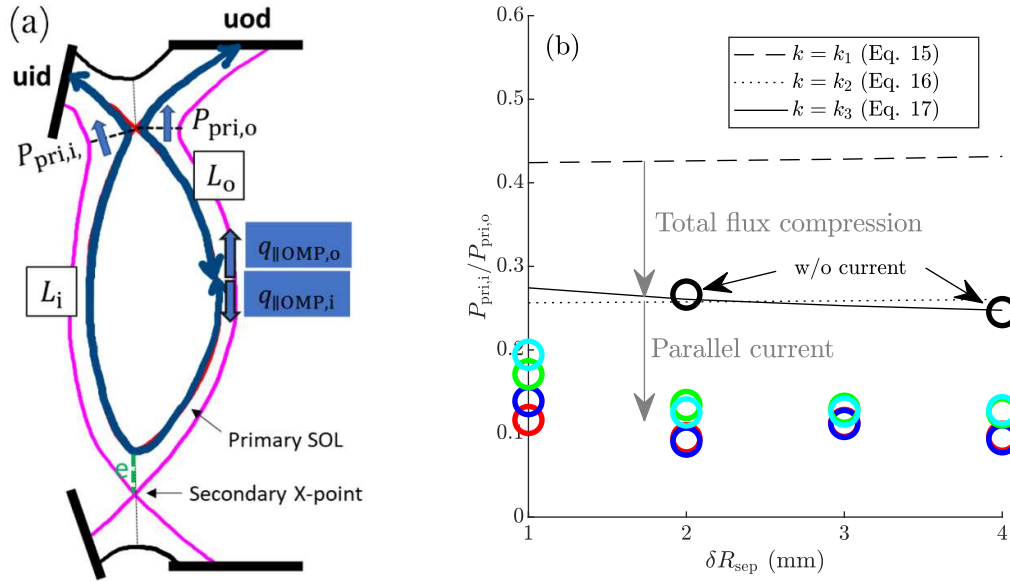 (a)
uod
uid
P_pri,i,
P_pri,o
L_o
q_∥OMP,o
q_∥OMP,i
L_i
Primary SOL
e
Secondary X-point
(b)
k = k_1 (Eq. 15)
k = k_2 (Eq. 16)
k = k_3 (Eq. 17)
Total flux compression
w/o current
Parallel current
P_pri,i/P_pri,o
0.6
0.5
0.4
0.3
0.2
0.1
0
1
2
3
4
δR_sep (mm)